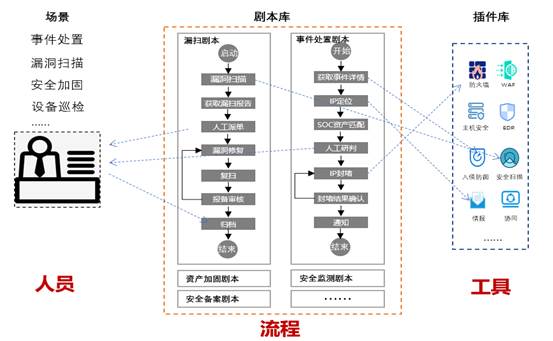 场景
事件处置
漏洞扫描
安全加固
设备巡检
......
人员
剧本库
漏扫剧本
启动
漏洞扫描
获取漏扫报告
人工派单
漏洞修复
复扫
报备审核
归档
结束
资产加固剧本
安全备案剧本
事件处置剧本
开始
获取事件详情
IP定位
SOC资产匹配
人工研判
IP封堵
封堵结果确认
通知
结束
安全监测剧本
......
流程
插件库
防火墙
WAF
主机安全
EDR
入侵防御
安全扫描
情报
协同
......
工具